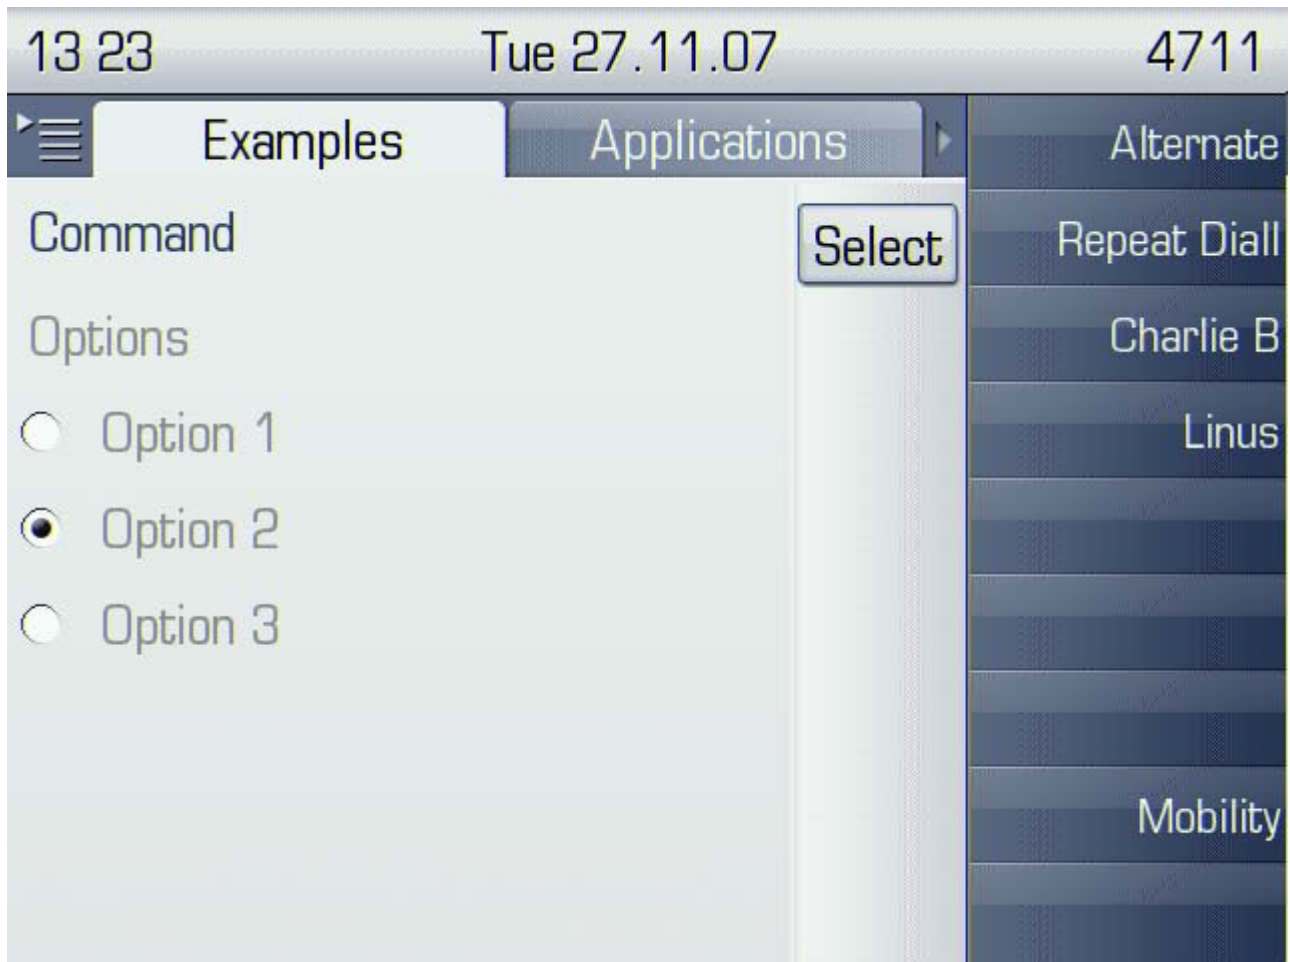 13 23 Tue 27.11.07 4711
Examples Applications
Alternate
Command Select
Repeat Diall
Options
Charlie B
Option 1
Linus
Option 2
Option 3
Mobility